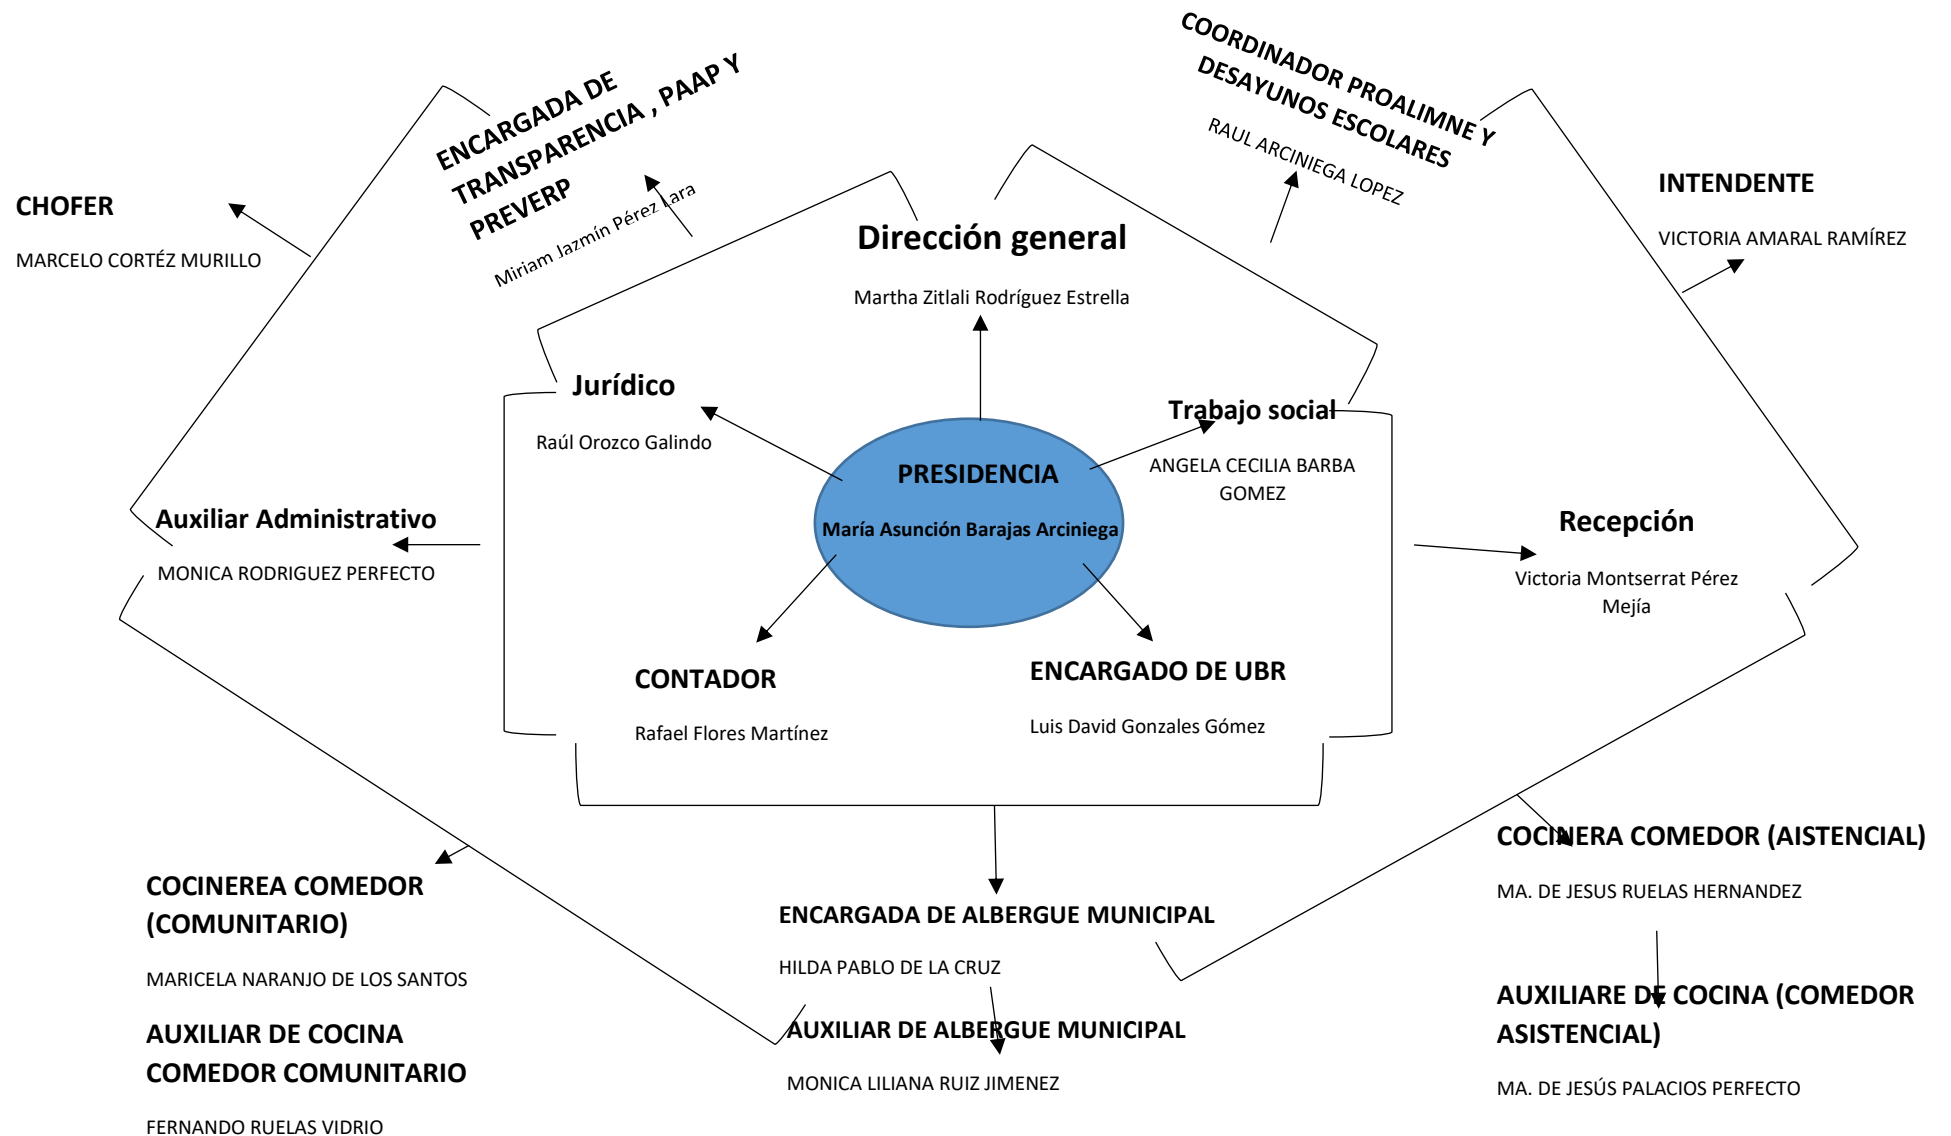 COORDINADOR PROALIMNE Y
DESAYUNOS ESCOLARES
RAUL ARCINIEGA LOPEZ
ENCARGADA DE
TRANSPARENCIA , PAAP Y
PREVERP
Miriam Jazmín Pérez Lara
CHOFER
MARCELO CORTÉZ MURILLO
INTENDENTE
VICTORIA AMARAL RAMÍREZ
Dirección general
Martha Zitlali Rodríguez Estrella
Jurídico
Raúl Orozco Galindo
Trabajo social
ANGELA CECILIA BARBA
GOMEZ
PRESIDENCIA
María Asunción Barajas Arciniega
Auxiliar Administrativo
MONICA RODRIGUEZ PERFECTO
Recepción
Victoria Montserrat Pérez
Mejía
CONTADOR
Rafael Flores Martínez
ENCARGADO DE UBR
Luis David Gonzales Gómez
COCINEREA COMEDOR
(COMUNITARIO)
MARICELA NARANJO DE LOS SANTOS
AUXILIAR DE COCINA
COMEDOR COMUNITARIO
FERNANDO RUELAS VIDRIO
ENCARGADA DE ALBERGUE MUNICIPAL
HILDA PABLO DE LA CRUZ
AUXILIAR DE ALBERGUE MUNICIPAL
MONICA LILIANA RUIZ JIMENEZ
COCINERA COMEDOR (AISTENCIAL)
MA. DE JESUS RUELAS HERNANDEZ
AUXILIARE DE COCINA (COMEDOR
ASISTENCIAL)
MA. DE JESÚS PALACIOS PERFECTO